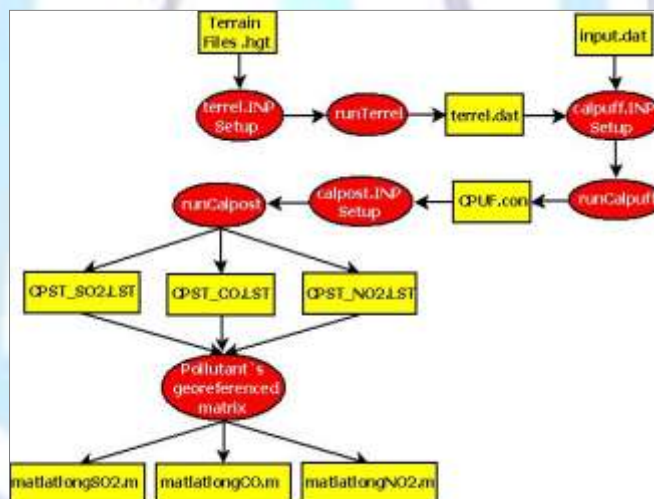 Terrain
Files .hgt
input.dat
terrel.INP
Setup
runTerrel
terrel.dat
calpuff.INP
Setup
runCalpost
calpost.INP
Setup
CPUF.con
runCalpuff
CPST_SO2.LST
CPST_CO.LST
CPST_NO2.LST
Pollutant`s
georeferenced
matrix
matlatlongSO2.m
matlatlongCO.m
matlatlongNO2.m